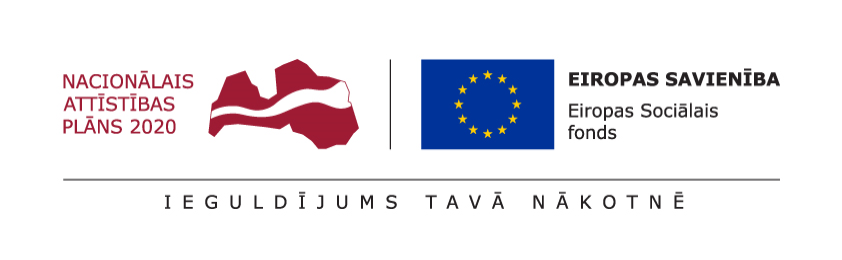 NACIONĀLAIS
ATTĪSTĪBAS
PLĀNS 2020
EIROPAS SAVIENĪBA
Eiropas Sociālais
fonds
IEGULDĪJUMS TAVĀ NĀKOTNĒ